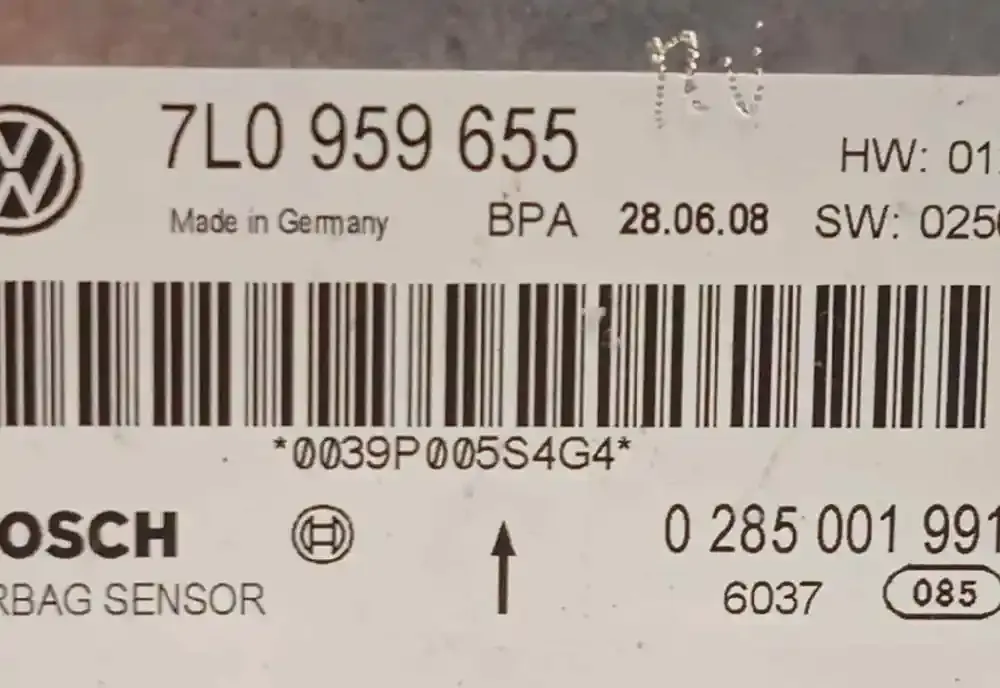 7L0 959 655
HW: 01
Made in Germany BPA 28.06.08 SW: 025
*0039P005S4G4*
OSCH 0 285 001 991
RBAG SENSOR 6037 085